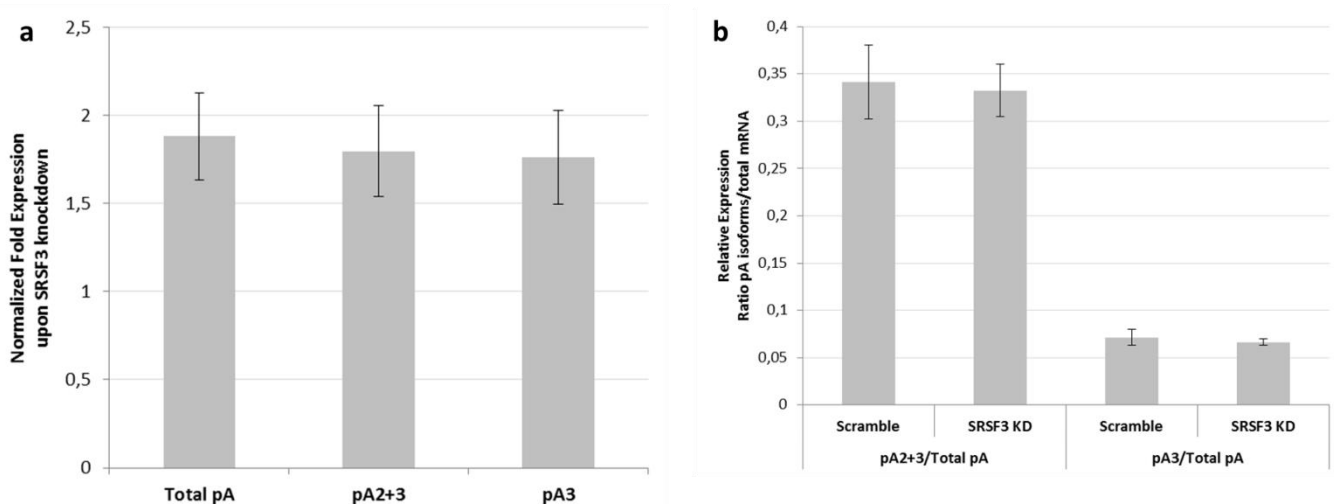 a
Normalized Fold Expression
upon SRSF3 knockdown
2,5
2
1,5
1
0,5
0
Total pA
pA2+3
pA3
b
Relative Expression
Ratio pA isoforms/total mRNA
0,4
0,35
0,3
0,25
0,2
0,15
0,1
0,05
0
Scramble
SRSF3 KD
Scramble
SRSF3 KD
pA2+3/Total pA
pA3/Total pA